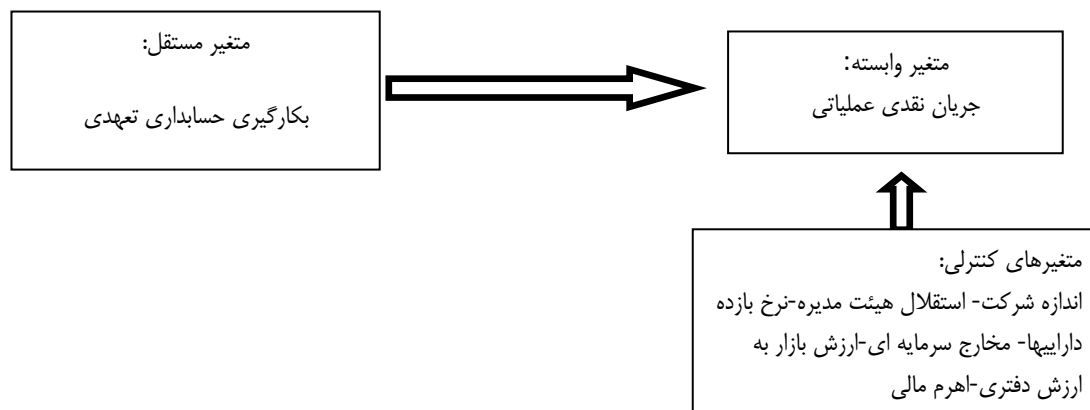 متغیر مستقل:
بکارگیری حسابداری تعهدی
متغیر وابسته:
جریان نقدی عملیاتی
متغیرهای کنترلی:
اندازه شرکت- استقلال هیئت مدیره-نرخ بازده
داراییها- مخارج سرمایه ای-ارزش بازار به
ارزش دفتری-اهرم مالی